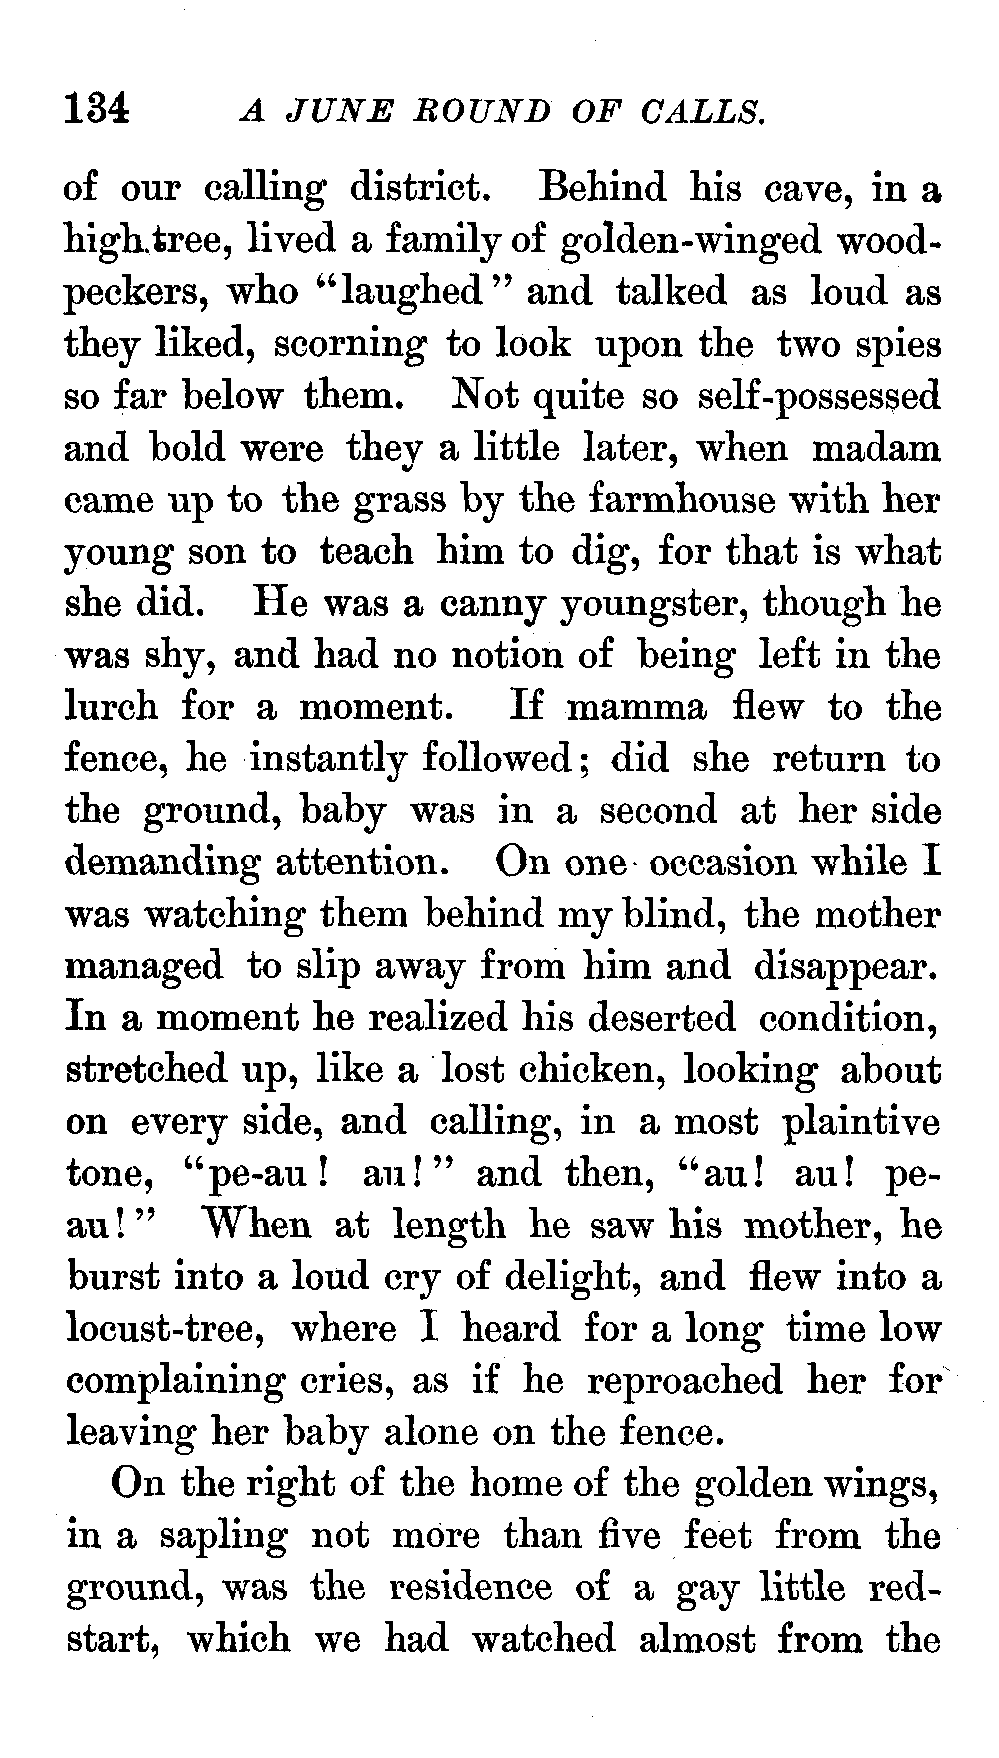 134 A JUNE ROUND OF CALLS.
of our calling district. Behind his cave, in a
high tree, lived a family of golden-winged wood-
peckers, who "laughed" and talked as loud as
they liked, scorning to look upon the two spies
so far below them. Not quite so self-possessed
and bold were they a little later, when madam
came up to the grass by the farmhouse with her
young son to teach him to dig, for that is what
she did. He was a canny youngster, though he
was shy, and had no notion of being left in the
lurch for a moment. If mamma flew to the
fence, he instantly followed; did she return to
the ground, baby was in a second at her side
demanding attention. On one occasion while I
was watching them behind my blind, the mother
managed to slip away from him and disappear.
In a moment he realized his deserted condition,
stretched up, like a lost chicken, looking about
on every side, and calling, in a most plaintive
tone, "pe-au! au!" and then, "au! au! pe-
au!" When at length he saw his mother, he
burst into a loud cry of delight, and flew into a
locust-tree, where I heard for a long time low
complaining cries, as if he reproached her for
leaving her baby alone on the fence.
On the right of the home of the golden wings,
in a sapling not more than five feet from the
ground, was the residence of a gay little red-
start, which we had watched almost from the